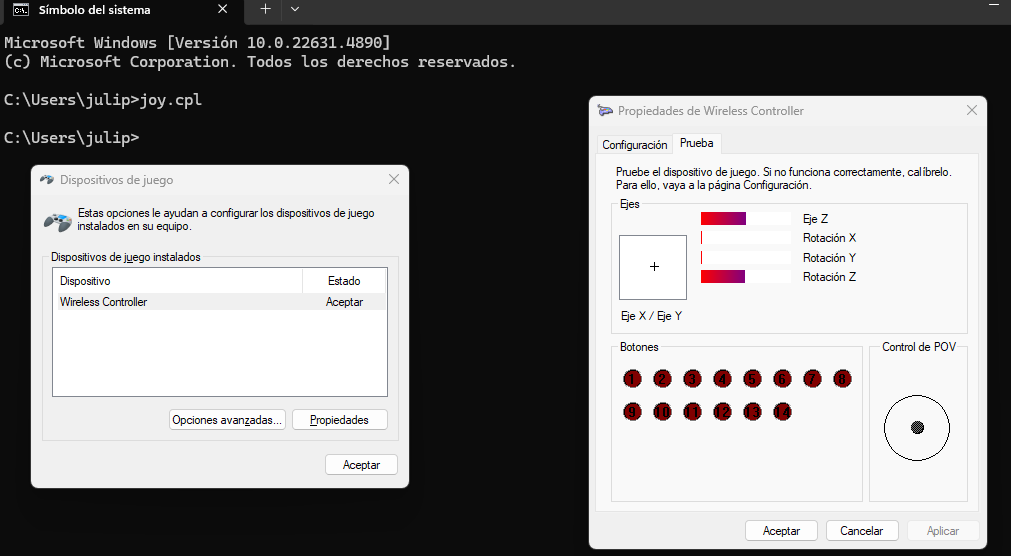 Símbolo del sistema
Microsoft Windows [Versión 10.0.22631.4890]
(c) Microsoft Corporation. Todos los derechos reservados.
C:\Users\julip>joy.cpl
C:\Users\julip>
Dispositivos de juego
Estas opciones le ayudan a configurar los dispositivos de juego
instalados en su equipo.
Dispositivos de juego instalados
Dispositivo Estado
Wireless Controller Aceptar
Opciones avanzadas... Propiedades
Aceptar
Propiedades de Wireless Controller
Configuración Prueba
Pruebe el dispositivo de juego. Si no funciona correctamente, calíbrelo.
Para ello, vaya a la página Configuración.
Ejes
Eje Z
Rotación X
Rotación Y
Rotación Z
Eje X / Eje Y
Botones
1 2 3 4 5 6 7 8
9 10 11 12 13 14
Control de POV
Aceptar Cancelar Aplicar